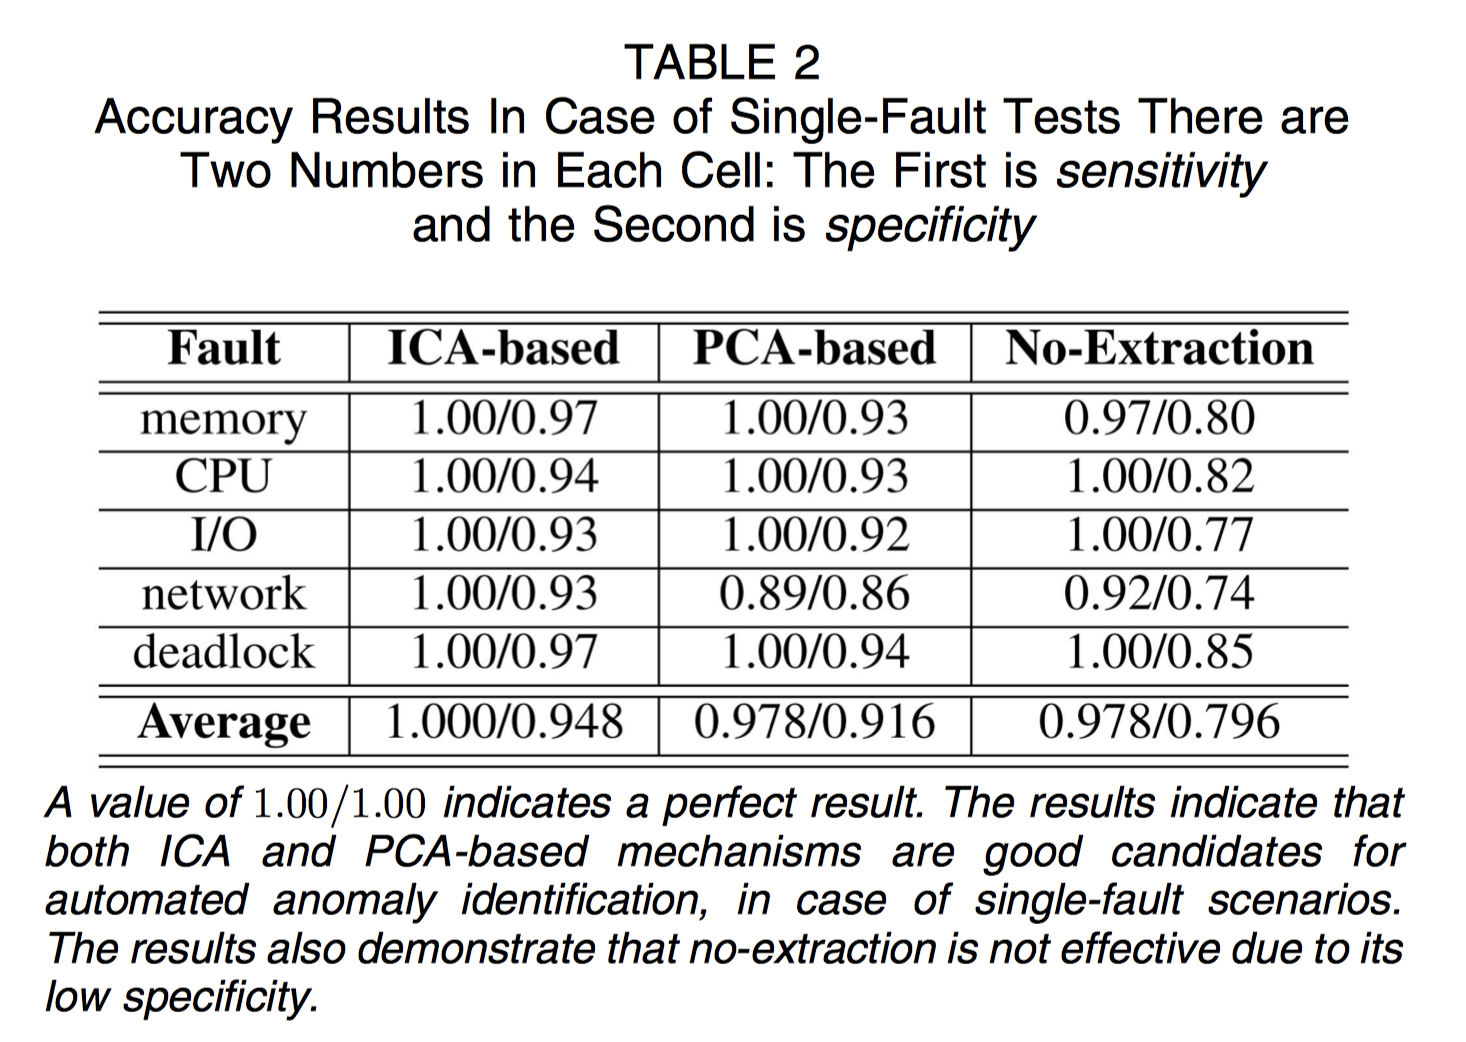 TABLE 2
Accuracy Results In Case of Single-Fault Tests There are
Two Numbers in Each Cell: The First is sensitivity
and the Second is specificity
Fault ICA-based PCA-based No-Extraction
memory 1.00/0.97 1.00/0.93 0.97/0.80
CPU 1.00/0.94 1.00/0.93 1.00/0.82
I/O 1.00/0.93 1.00/0.92 1.00/0.77
network 1.00/0.93 0.89/0.86 0.92/0.74
deadlock 1.00/0.97 1.00/0.94 1.00/0.85
Average 1.000/0.948 0.978/0.916 0.978/0.796
A value of 1.00/1.00 indicates a perfect result. The results indicate that
both ICA and PCA-based mechanisms are good candidates for
automated anomaly identification, in case of single-fault scenarios.
The results also demonstrate that no-extraction is not effective due to its
low specificity.